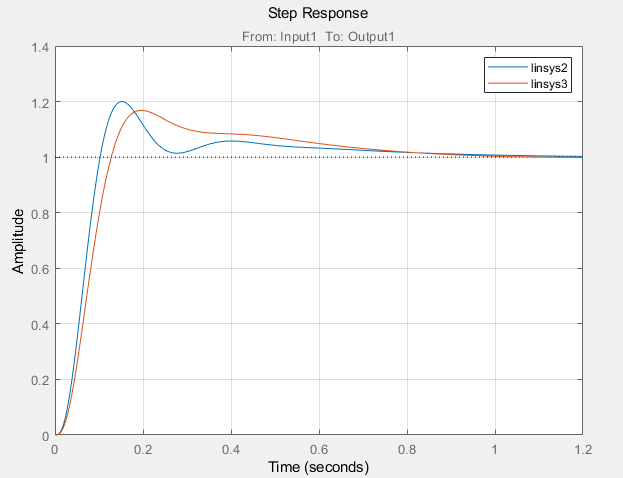 Step Response
From: Input1 To: Output1
linsys2
linsys3
Amplitude
1.4
1.2
1
0.8
0.6
0.4
0.2
0
0
0.2
0.4
0.6
0.8
1
1.2
Time (seconds)